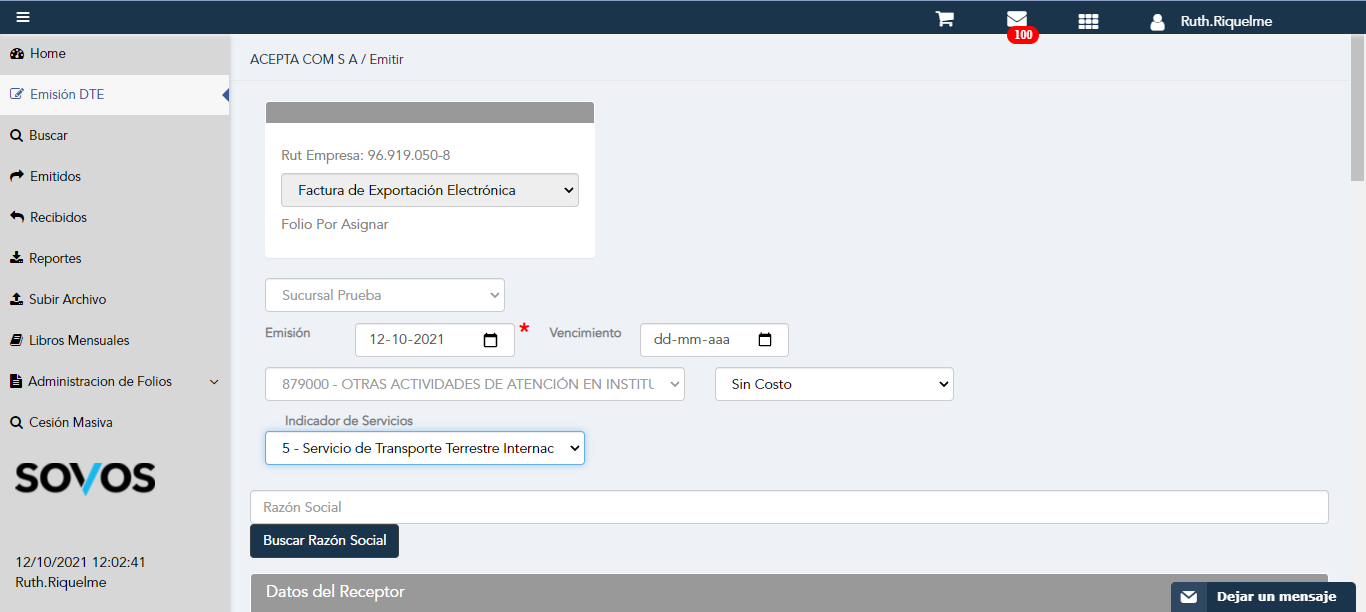 Ruth.Riquelme
100
Home
Emisión DTE
Buscar
Emitidos
Recibidos
Reportes
Subir Archivo
Libros Mensuales
Administracion de Folios
Cesión Masiva
SOVOS
12/10/2021 12:02:41
Ruth.Riquelme
ACEPTA COM S A / Emitir
Rut Empresa: 96.919.050-8
Factura de Exportación Electrónica
Folio Por Asignar
Sucursal Prueba
Emisión 12-10-2021 * Vencimiento dd-mm-aaa
879000 - OTRAS ACTIVIDADES DE ATENCIÓN EN INSTITU Sin Costo
Indicador de Servicios
5 - Servicio de Transporte Terrestre Internac
Razón Social
Buscar Razón Social
Datos del Receptor
Dejar un mensaje